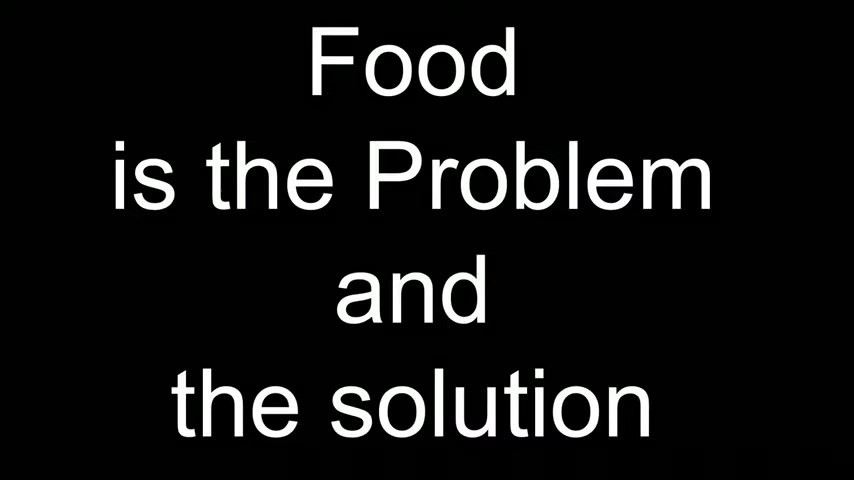 Food
is the Problem
and
the solution